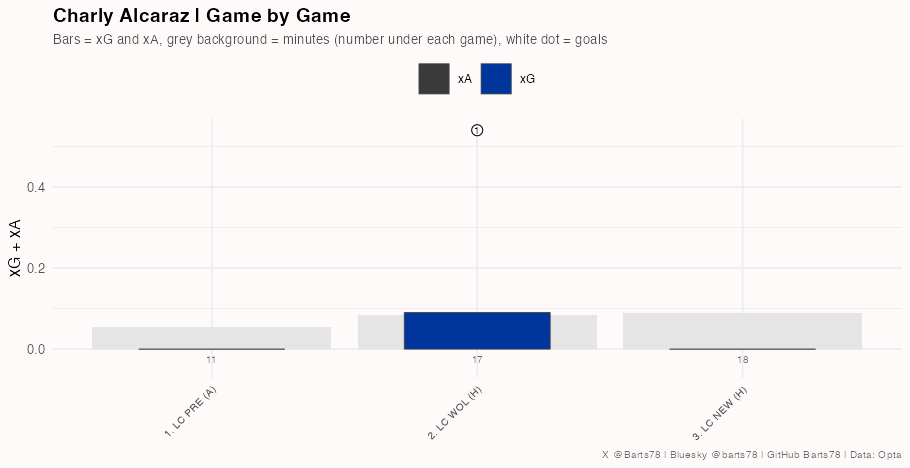 Charly Alcaraz | Game by Game
Bars = xG and xA, grey background = minutes (number under each game), white dot = goals
xA xG
1
xG + xA
0.4
0.2
0.0
11 17 18
1. LC PRE (A) 2. LC WOL (H) 3. LC NEW (H)
X @Barts78 | Bluesky @barts78 | GitHub Barts78 | Data: Opta